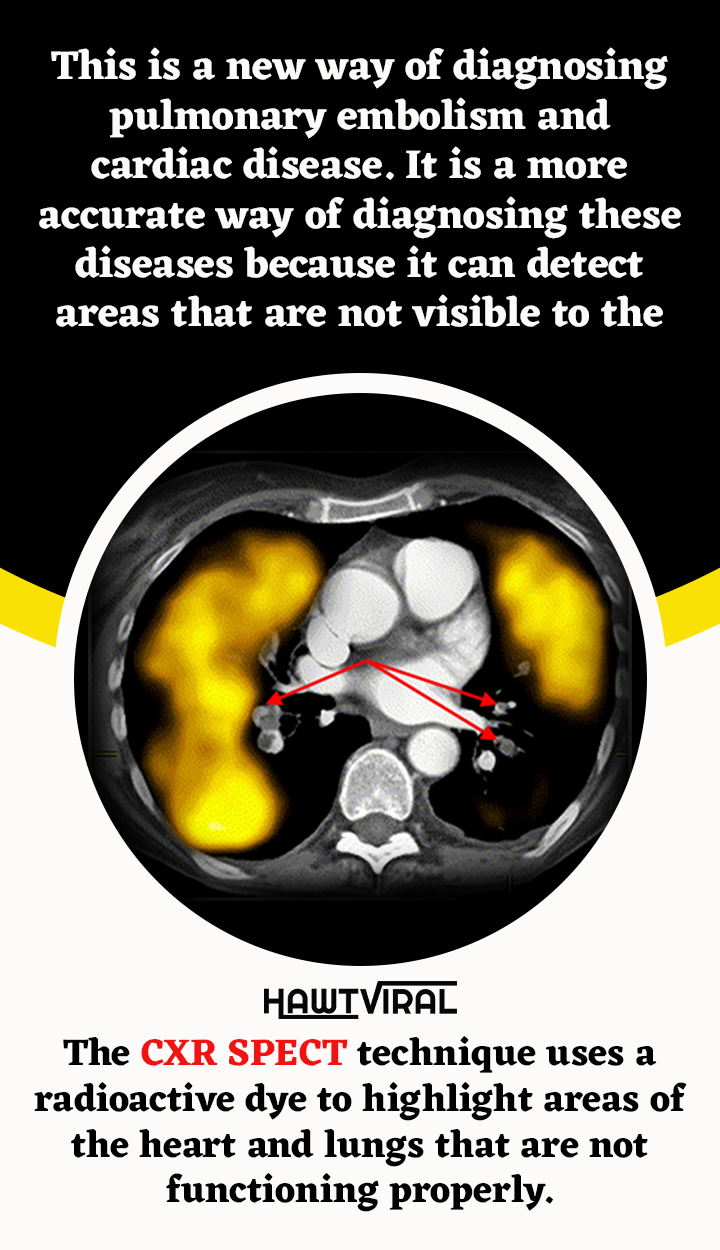 This is a new way of diagnosing
pulmonary embolism and
cardiac disease. It is a more
accurate way of diagnosing these
diseases because it can detect
areas that are not visible to the
HAWTVIRAL
The CXR SPECT technique uses a
radioactive dye to highlight areas of
the heart and lungs that are not
functioning properly.